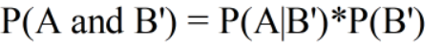 P(A and B') = P(A|B')*P(B')